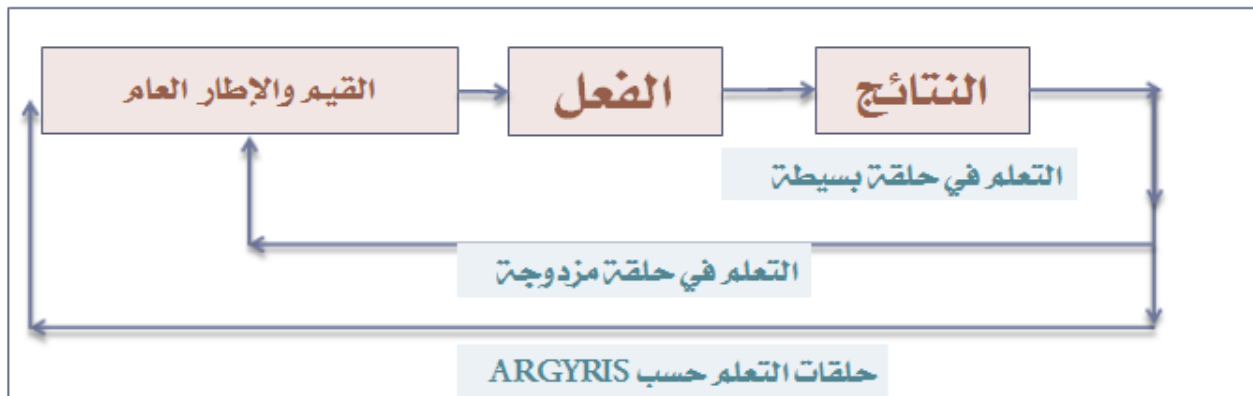 القيم والإطار العام
الفعل
النتائج
التعلم في حلقة بسيطة
التعلم في حلقة مزدوجة
حلقات التعلم حسب ARGYRIS